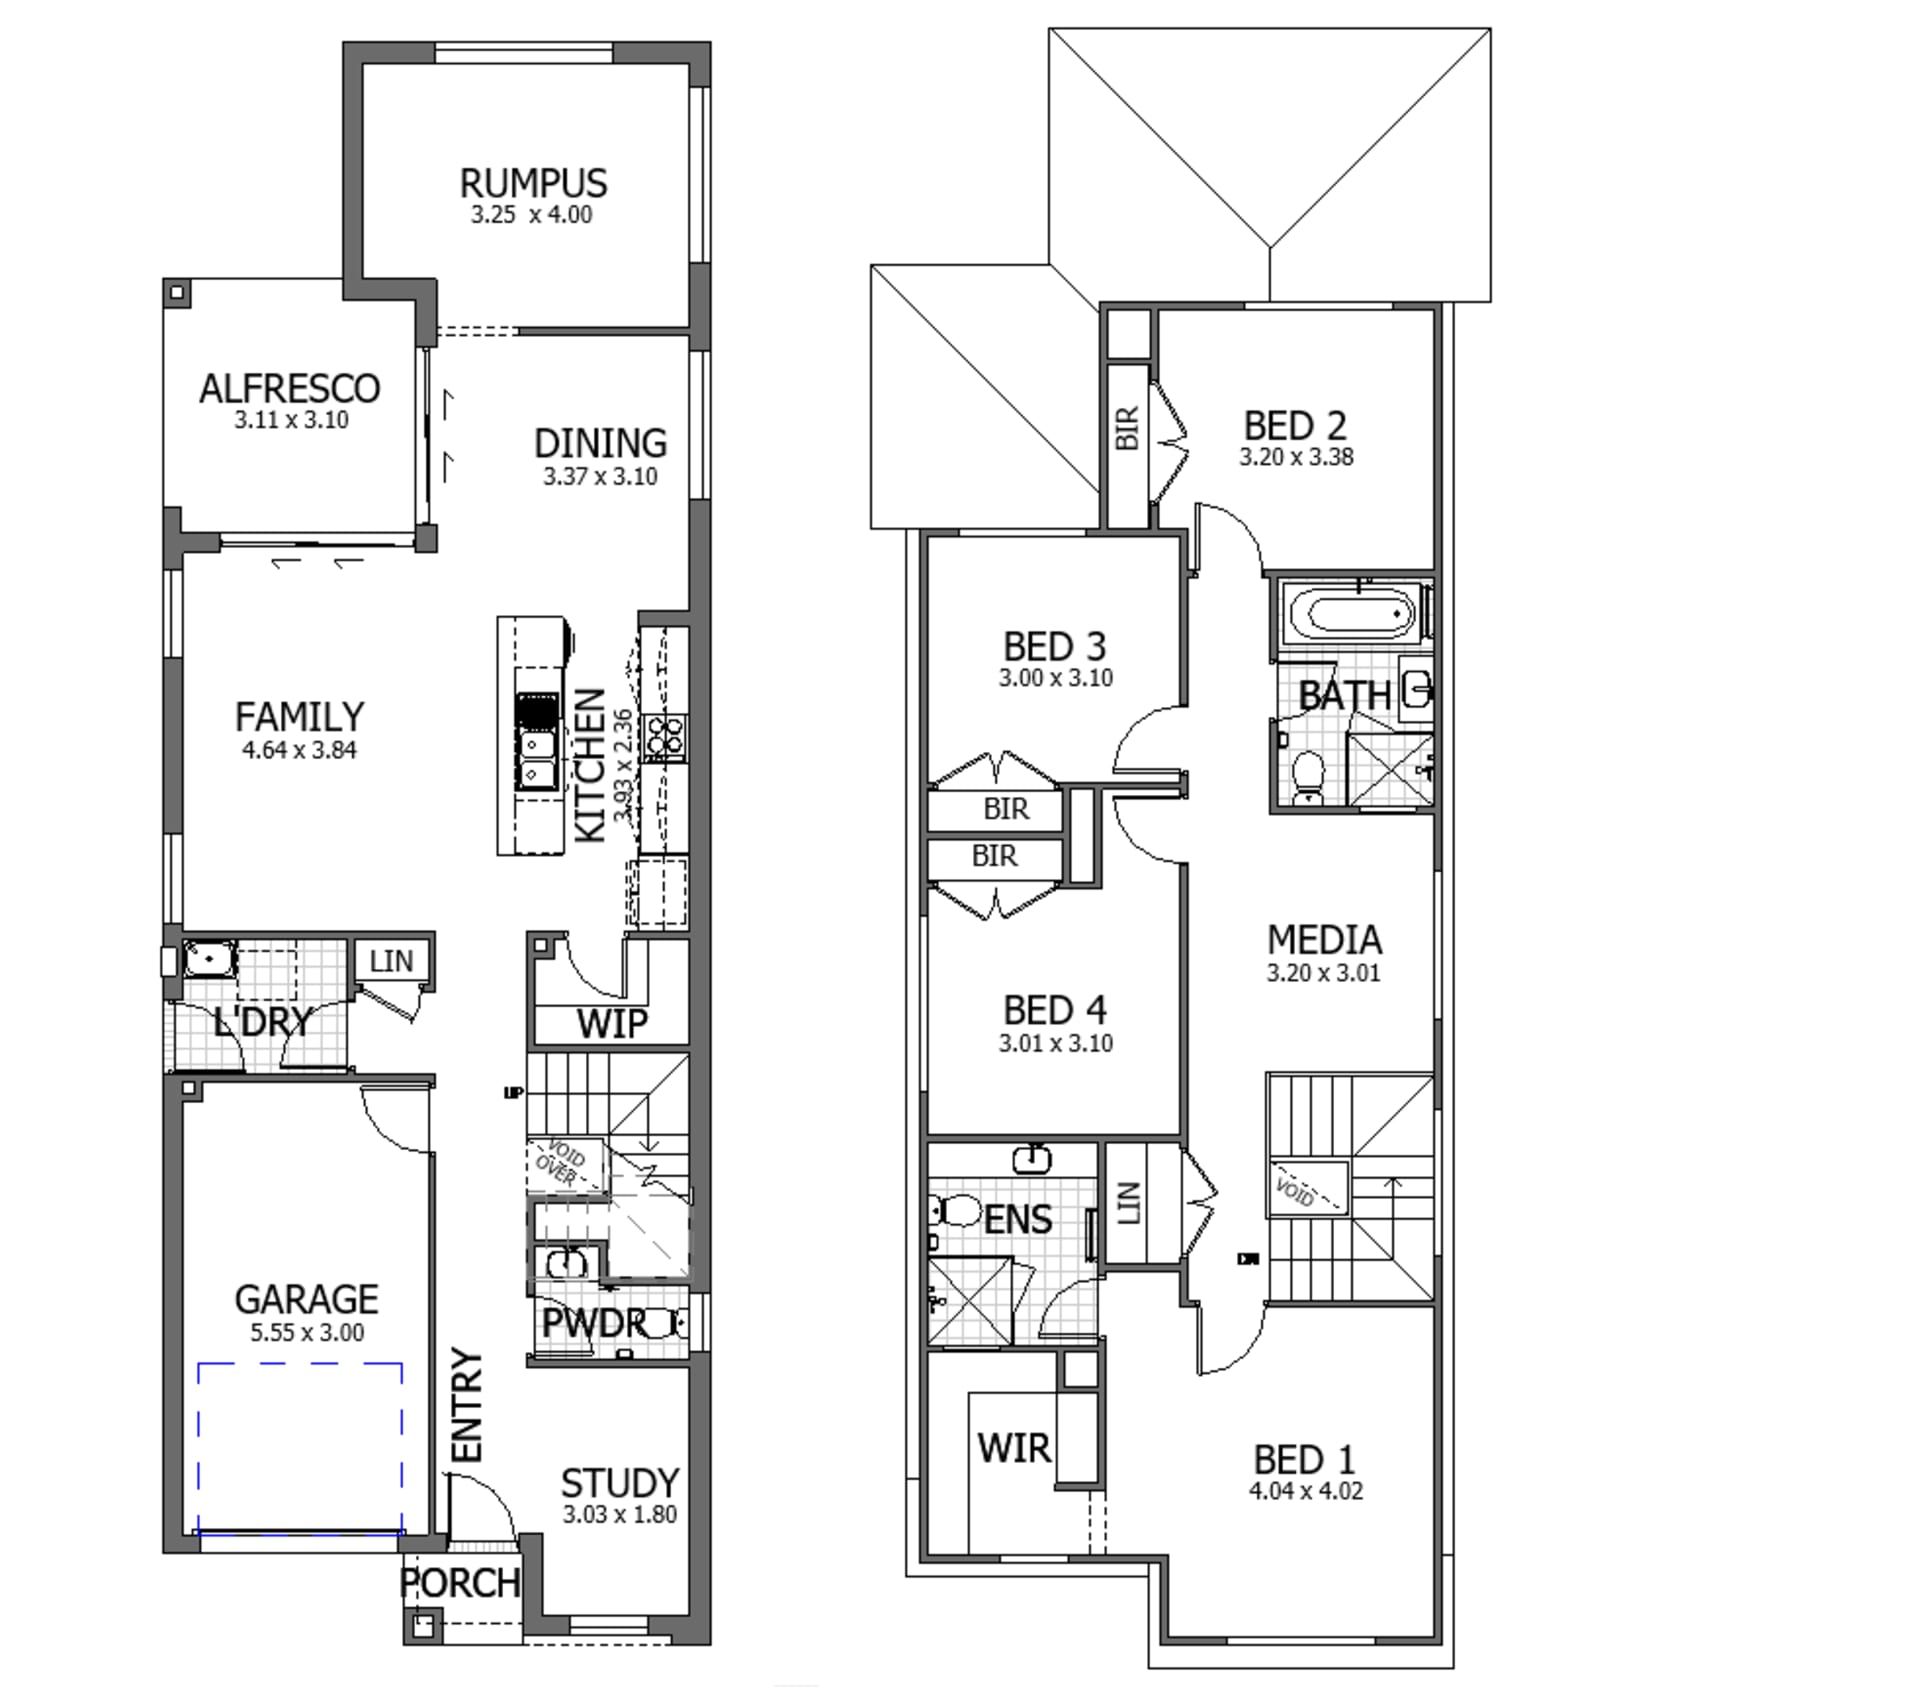 RUMPUS
3.25 x 4.00
ALFRESCO
3.11 x 3.10
DINING
3.37 x 3.10
FAMILY
4.64 x 3.84
KITCHEN
3.93 x 2.36
LIN
L'DRY
WIP
UP
VOID
OVER
GARAGE
5.55 x 3.00
PWDR
ENTRY
STUDY
3.03 x 1.80
PORCH
BIR
BED 2
3.20 x 3.38
BED 3
3.00 x 3.10
BATH
BIR
BIR
MEDIA
3.20 x 3.01
BED 4
3.01 x 3.10
LIN
VOID
ENS
WIR
BED 1
4.04 x 4.02